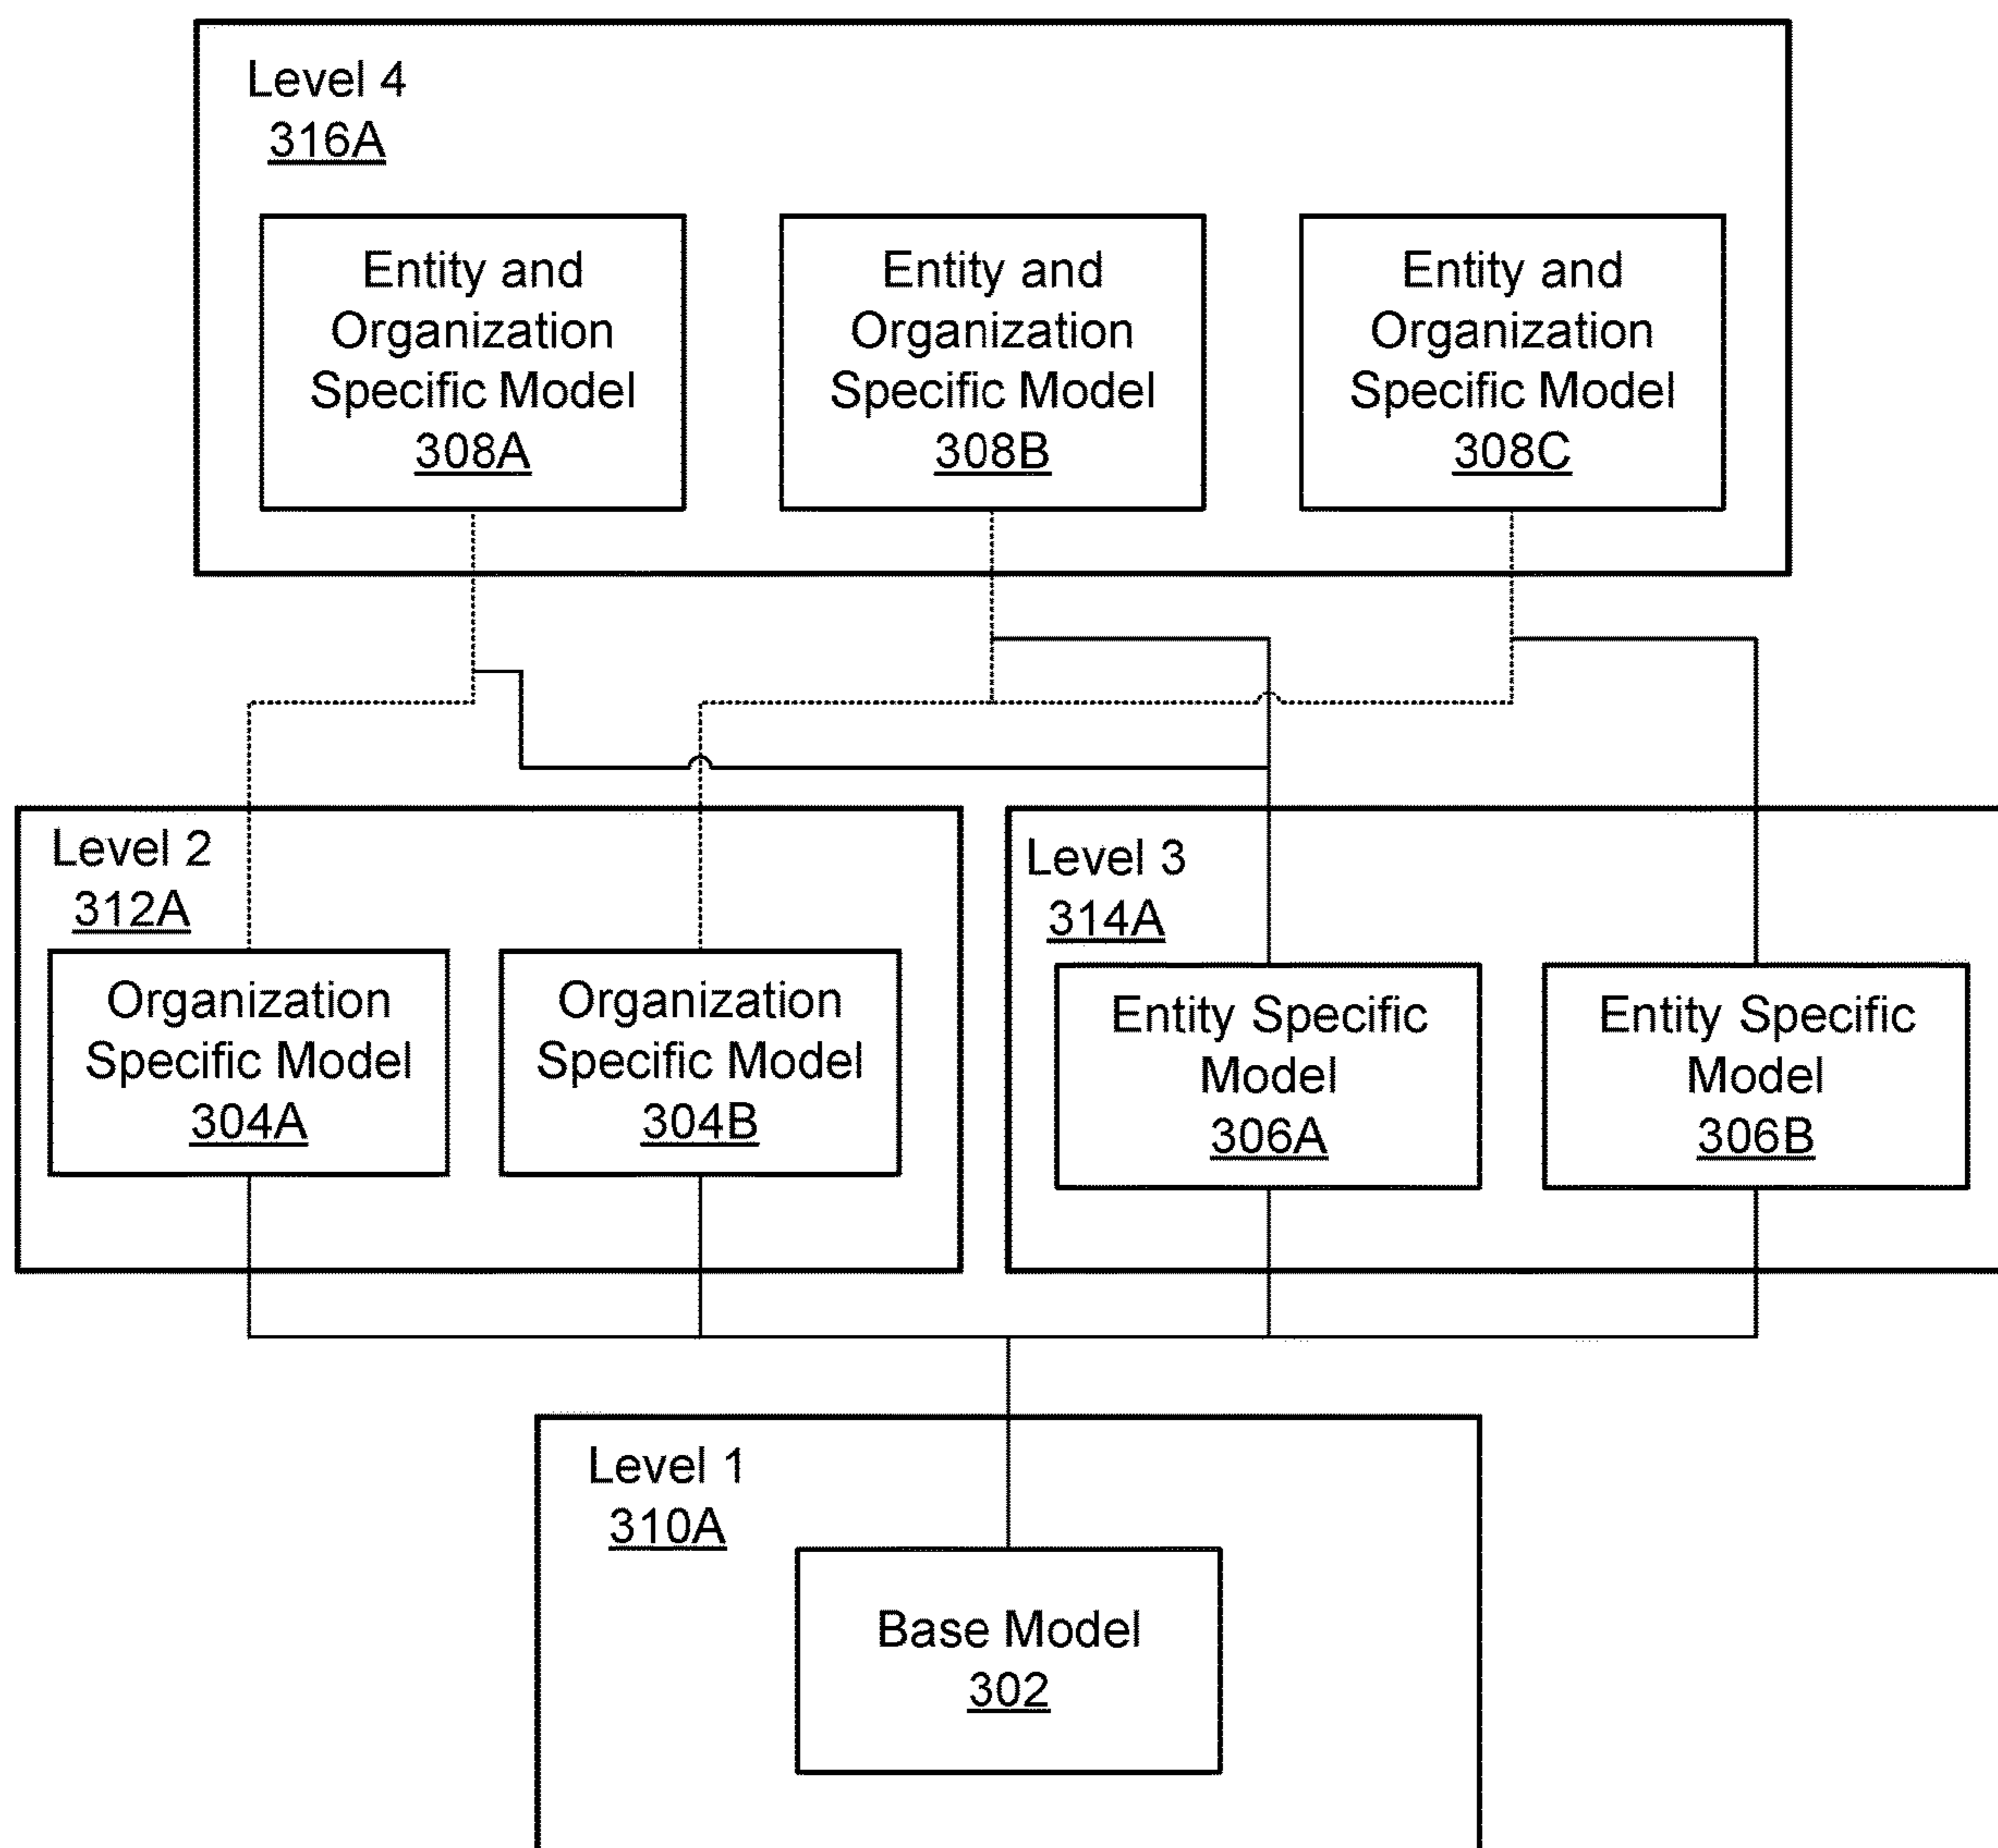 Level 4
316A
Entity and
Organization
Specific Model
308A
Entity and
Organization
Specific Model
308B
Entity and
Organization
Specific Model
308C
Level 2
312A
Organization
Specific Model
304A
Organization
Specific Model
304B
Level 3
314A
Entity Specific
Model
306A
Entity Specific
Model
306B
Level 1
310A
Base Model
302